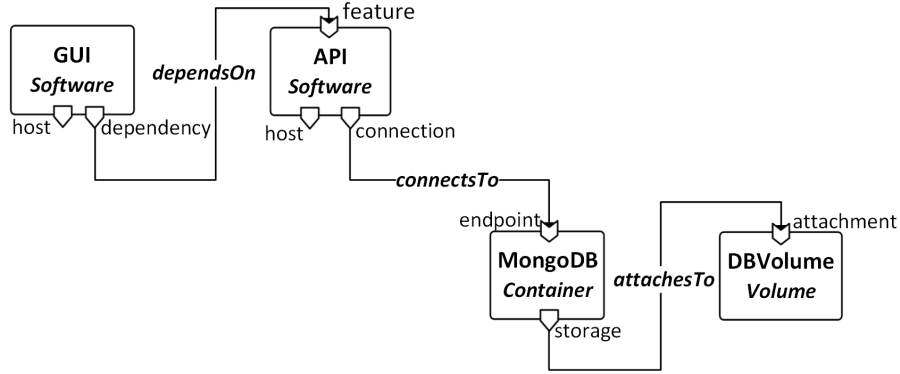 GUI
Software
host
dependency
dependsOn
feature
API
Software
host
connection
connectsTo
endpoint
MongoDB
Container
storage
attachesTo
attachment
DBVolume
Volume